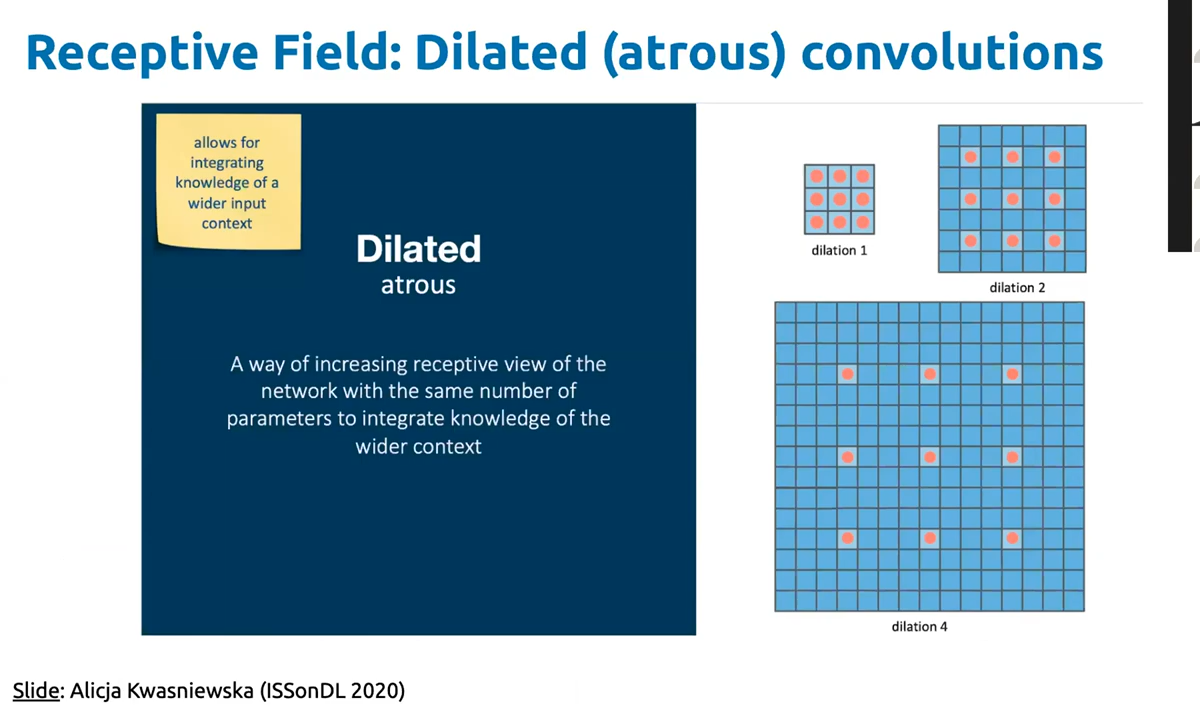 Receptive Field: Dilated (atrous) convolutions
allows for
integrating
knowledge of a
wider input
context
Dilated
atrous
A way of increasing receptive view of the
network with the same number of
parameters to integrate knowledge of the
wider context
dilation 1
dilation 2
dilation 4
Slide: Alicja Kwasniewska (ISSonDL 2020)